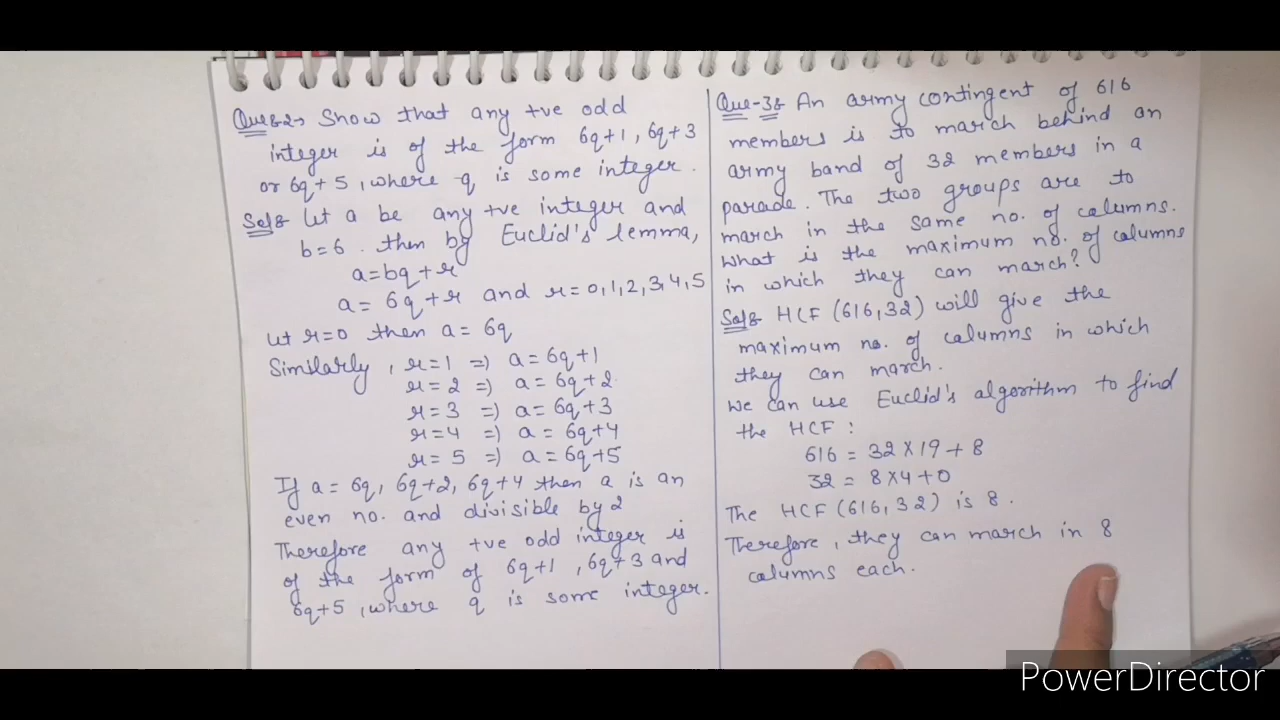 Que:2→ Show that any +ve odd
integer is of the form 6q+1, 6q+3
or 6q+5, where q is some integer.
Sol: Let a be any +ve integer and
b=6. then by Euclid's lemma,
a=bq+r
a= 6q+r and r=0,1,2,3,4,5
Let r=0 then a= 6q
Similarly, r=1 => a= 6q+1
r=2 => a= 6q+2
r=3 => a= 6q+3
r=4 => a= 6q+4
r= 5 => a= 6q+5
If a= 6q, 6q+2, 6q+4 then a is an
even no. and divisible by 2
Therefore any +ve odd integer is
of the form of 6q+1, 6q+3 and
6q+5, where q is some integer.
Que-3: An army contingent of 616
members is to march behind an
army band of 32 members in a
parade. The two groups are to
march in the same no. of columns.
What is the maximum no. of columns
in which they can march?
Sol: HCF (616,32) will give the
maximum no. of columns in which
they can march.
We can use Euclid's algorithm to find
the HCF:
616 = 32×19+8
32 = 8×4+0
The HCF (616,32) is 8.
Therefore, they can march in 8
columns each.
PowerDirector